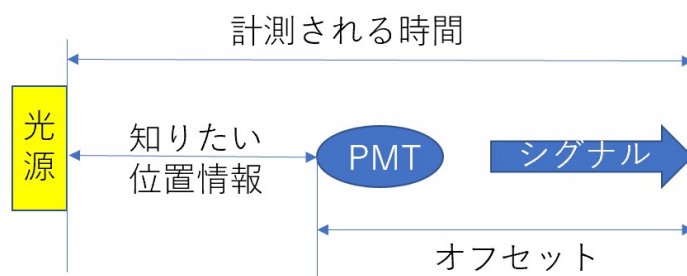 計測される時間
光
源
知りたい
位置情報
PMT
シグナル
オフセット